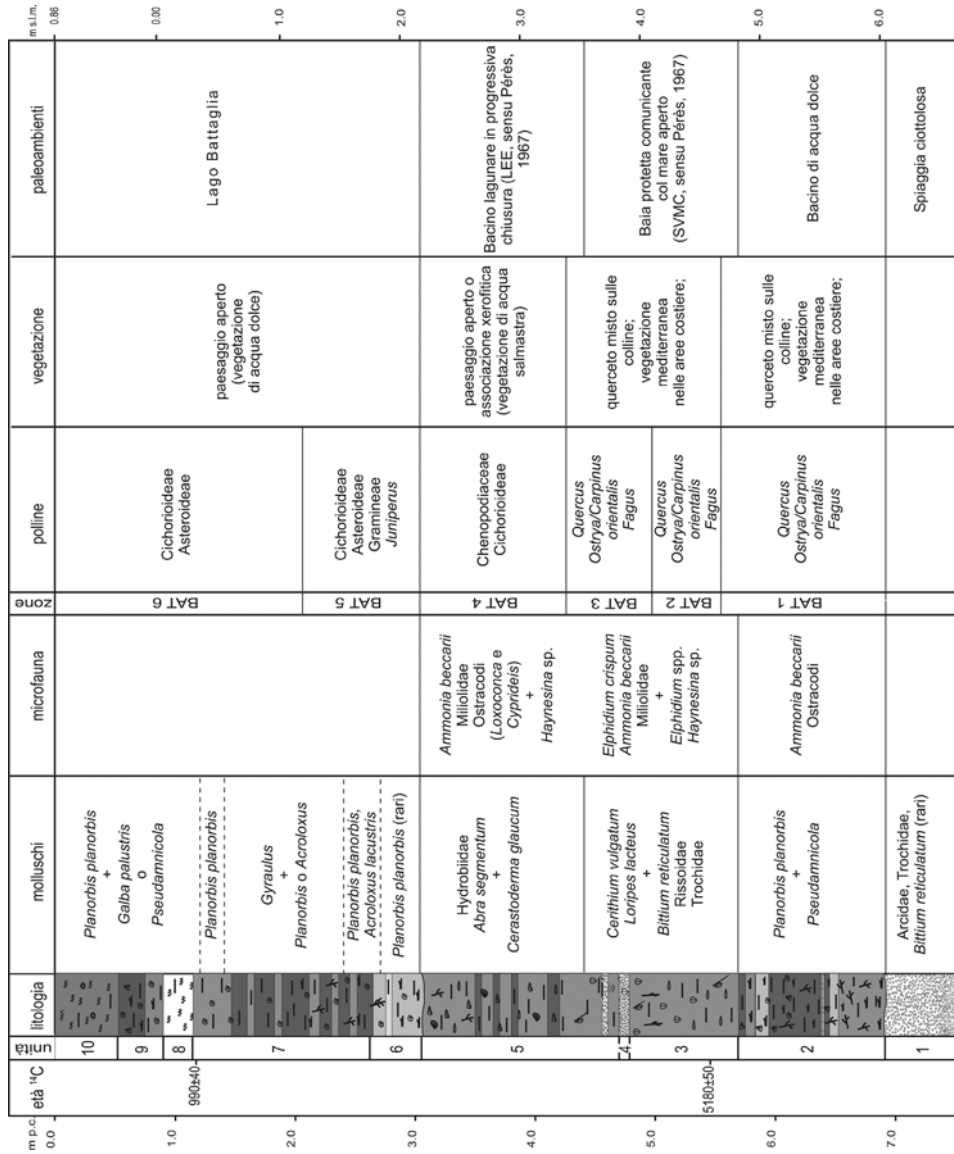 m p.c.
0.0
1.0
2.0
3.0
4.0
5.0
6.0
7.0
età ¹⁴C
990±40
5180±50
unità
10
9
8
7
6
5
4
3
2
1
litologia
molluschi
Planorbis planorbis
+
Galba palustris
o
Pseudamnicola
Planorbis planorbis
Gyraulus
+
Planorbis o Acroloxus
Planorbis planorbis,
Acroloxus lacustris
Planorbis planorbis (rari)
Hydrobiidae
Abra segmentum
+
Cerastoderma glaucum
Cerithium vulgatum
Loripes lacteus
+
Bittium reticulatum
Rissoidae
Trochidae
Planorbis planorbis
+
Pseudamnicola
Arcidae, Trochidae,
Bittium reticulatum (rari)
microfauna
Ammonia beccarii
Miliolidae
Ostracodi
(Loxoconca e
Cyprideis)
+
Haynesina sp.
Elphidium crispum
Ammonia beccarii
Miliolidae
+
Elphidium spp.
Haynesina sp.
Ammonia beccarii
Ostracodi
zone
BAT 6
BAT 5
BAT 4
BAT 3
BAT 2
BAT 1
polline
Cichorioideae
Asteroideae
Cichorioideae
Asteroideae
Gramineae
Juniperus
Chenopodiaceae
Cichorioideae
Quercus
Ostrya/Carpinus
orientalis
Fagus
Quercus
Ostrya/Carpinus
orientalis
Fagus
Quercus
Ostrya/Carpinus
orientalis
Fagus
vegetazione
paesaggio aperto
(vegetazione
di acqua dolce)
paesaggio aperto o
associazione xerofitica
(vegetazione di acqua
salmastra)
querceto misto sulle
colline;
vegetazione
mediterranea
nelle aree costiere;
querceto misto sulle
colline;
vegetazione
mediterranea
nelle aree costiere;
paleoambienti
Lago Battaglia
Bacino lagunare in progressiva
chiusura (LEE, sensu Pérès,
1967)
Baia protetta comunicante
col mare aperto
(SVMC, sensu Pérès, 1967)
Bacino di acqua dolce
Spiaggia ciottolosa
m s.l.m.
0.86
0.00
1.0
2.0
3.0
4.0
5.0
6.0